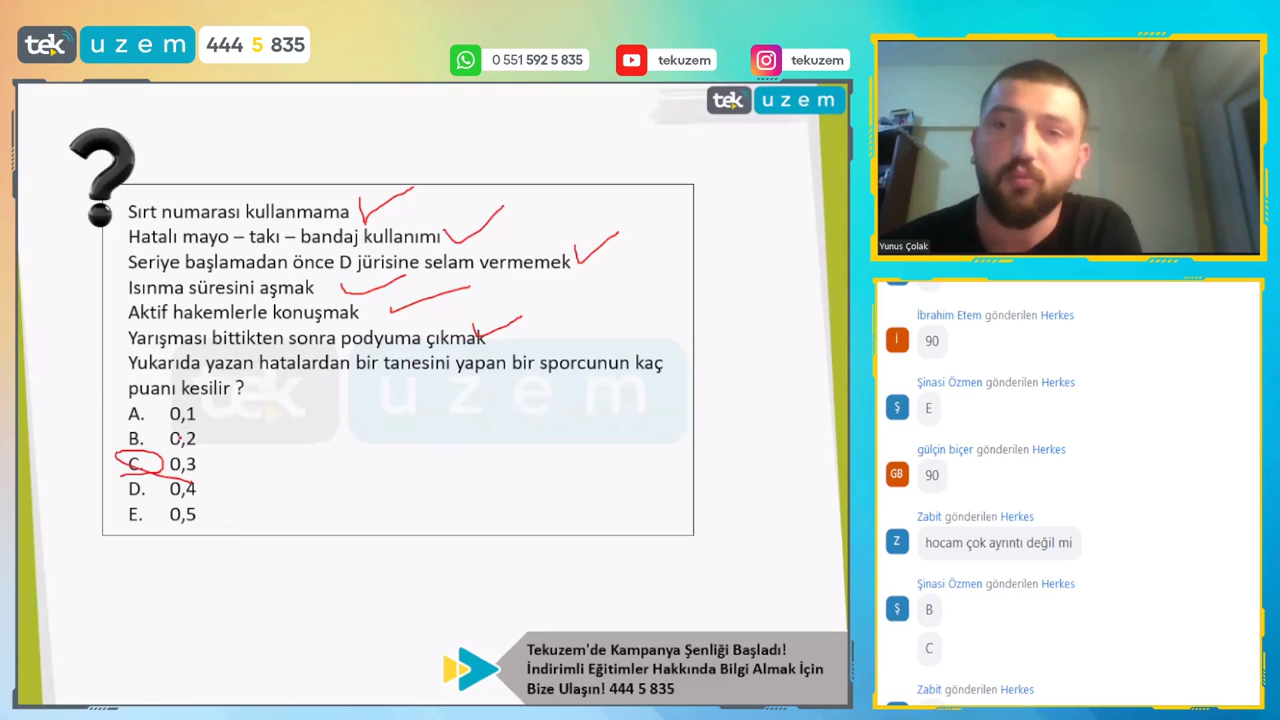 tek uzem 444 5 835
0 551 592 5 835
tekuzem
tekuzem
tek uzem
Sırt numarası kullanmama
Hatalı mayo – takı – bandaj kullanımı
Seriye başlamadan önce D jürisine selam vermemek
Isınma süresini aşmak
Aktif hakemlerle konuşmak
Yarışması bittikten sonra podyuma çıkmak
Yukarıda yazan hatalardan bir tanesini yapan bir sporcunun kaç
puanı kesilir ?
A. 0,1
B. 0,2
C. 0,3
D. 0,4
E. 0,5
tek uzem
Tekuzem'de Kampanya Şenliği Başladı!
İndirimli Eğitimler Hakkında Bilgi Almak İçin
Bize Ulaşın! 444 5 835
Yunus Çolak
İbrahim Etem gönderilen Herkes
İ
90
Şinasi Özmen gönderilen Herkes
Ş
E
gülçin biçer gönderilen Herkes
GB
90
Zabit gönderilen Herkes
Z
hocam çok ayrıntı değil mi
Şinasi Özmen gönderilen Herkes
Ş
B
C
Zabit gönderilen Herkes